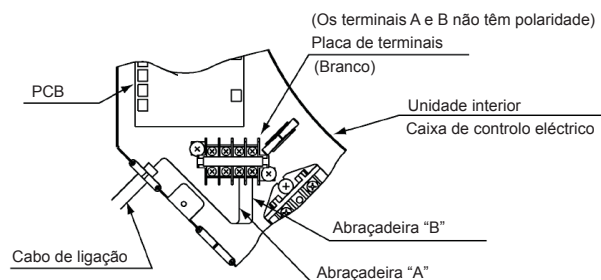 (Os terminais A e B não têm polaridade)
Placa de terminais
(Branco)
PCB
Unidade interior
Caixa de controlo eléctrico
Abraçadeira “B”
Cabo de ligação
Abraçadeira “A”